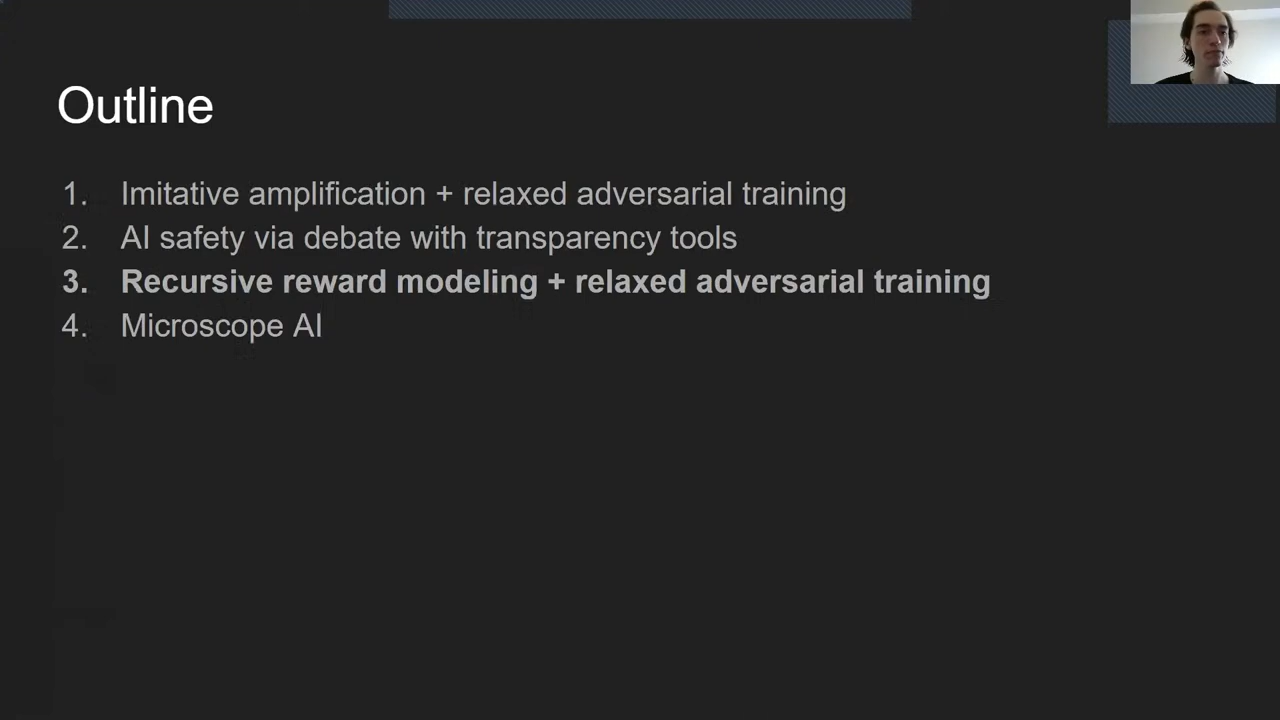 Outline
1. Imitative amplification + relaxed adversarial training
2. AI safety via debate with transparency tools
3. Recursive reward modeling + relaxed adversarial training
4. Microscope AI